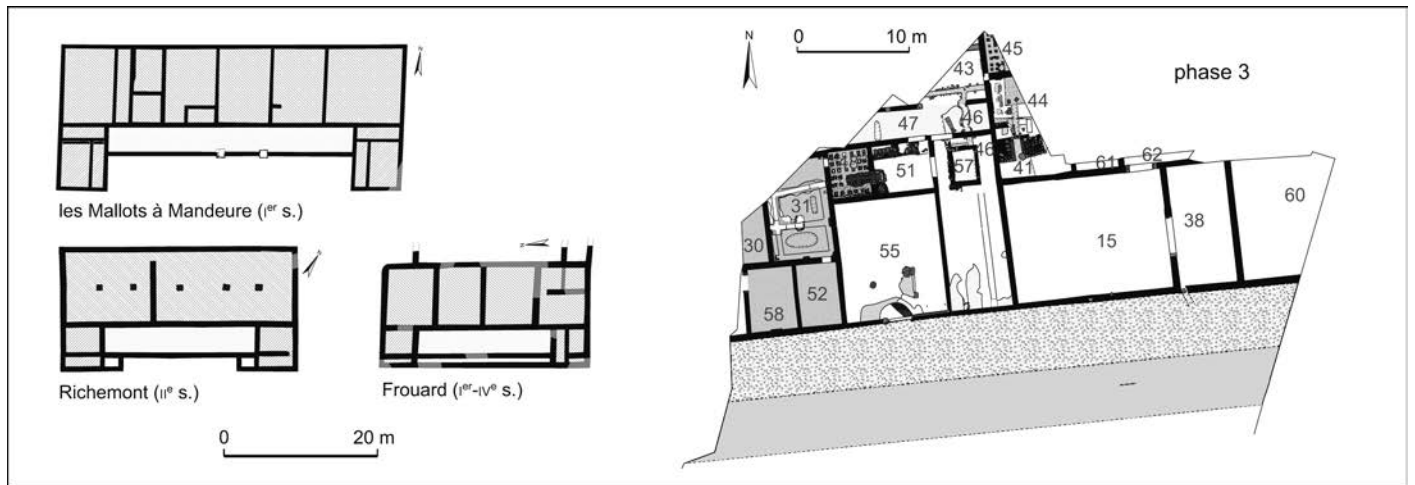 N
les Mallots à Mandeure (Iᵉʳ s.)
Richemont (IIᵉ s.)
Frouard (Iᵉʳ-IVᵉ s.)
0 20 m
N
0 10 m
phase 3
45
43
44
47
46
46
57
51
41
61
62
31
30
55
15
38
60
52
58